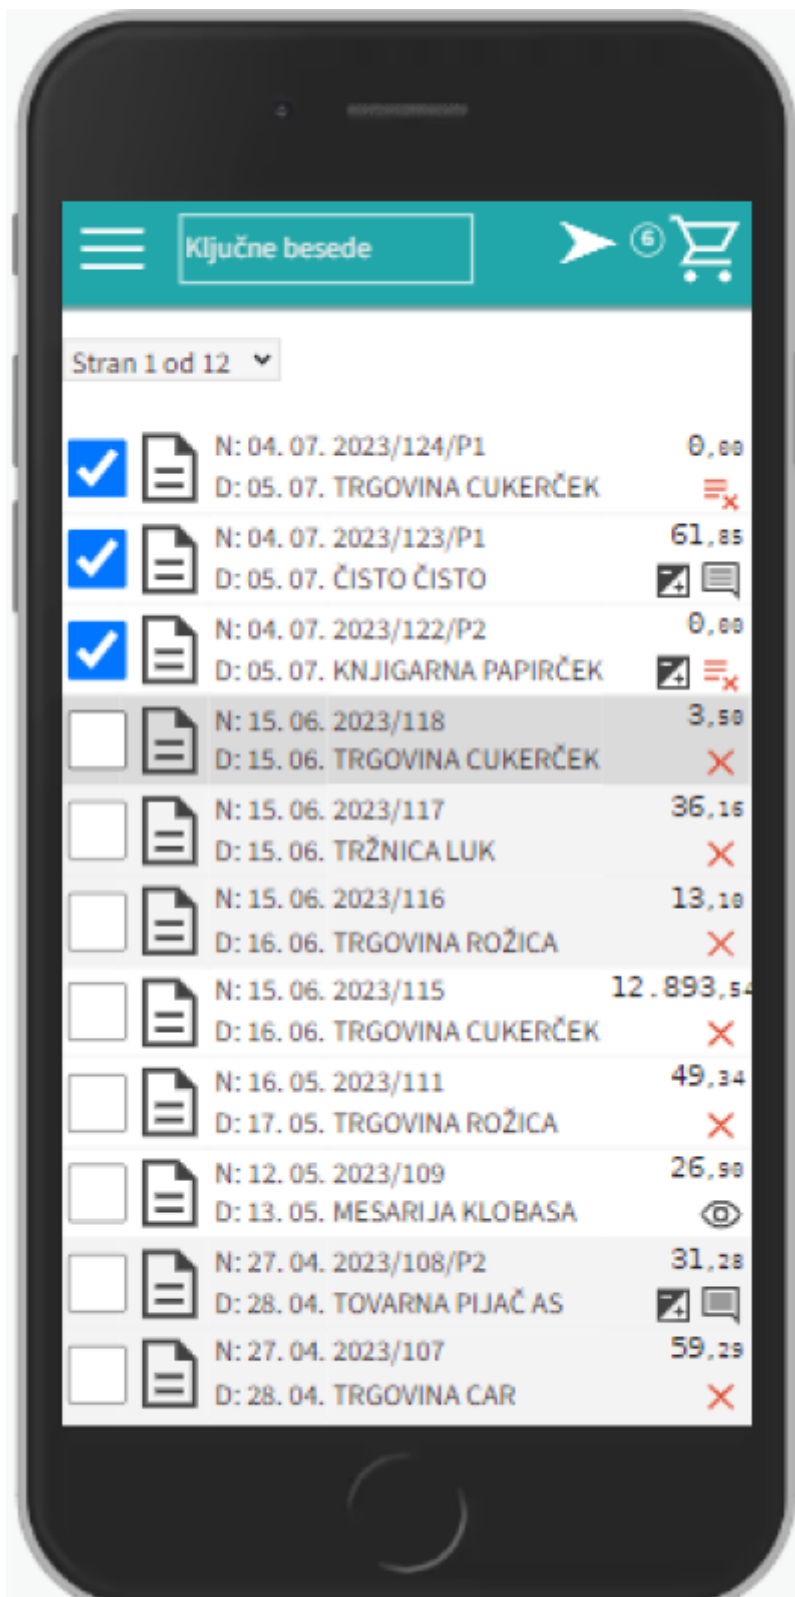 Ključne besede
6
Stran 1 od 12
N: 04. 07. 2023/124/P1 0,00
D: 05. 07. TRGOVINA CUKERČEK
N: 04. 07. 2023/123/P1 61,85
D: 05. 07. ČISTO ČISTO
N: 04. 07. 2023/122/P2 0,00
D: 05. 07. KNJIGARNA PAPIRČEK
N: 15. 06. 2023/118 3,50
D: 15. 06. TRGOVINA CUKERČEK
N: 15. 06. 2023/117 36,16
D: 15. 06. TRŽNICA LUK
N: 15. 06. 2023/116 13,10
D: 16. 06. TRGOVINA ROŽICA
N: 15. 06. 2023/115 12.893,54
D: 16. 06. TRGOVINA CUKERČEK
N: 16. 05. 2023/111 49,34
D: 17. 05. TRGOVINA ROŽICA
N: 12. 05. 2023/109 26,90
D: 13. 05. MESARIJA KLOBASA
N: 27. 04. 2023/108/P2 31,28
D: 28. 04. TOVARNA PIJAČ AS
N: 27. 04. 2023/107 59,29
D: 28. 04. TRGOVINA CAR